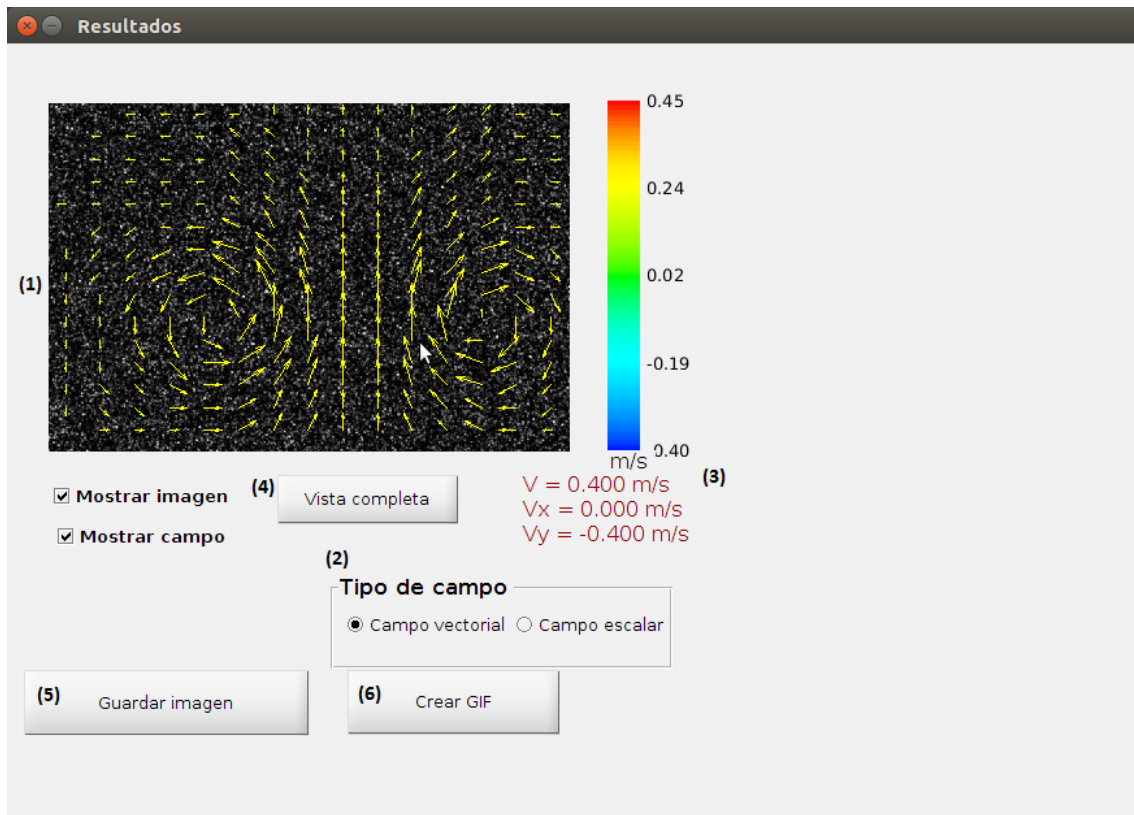 Resultados
0.45
0.24
0.02
(1)
-0.19
0.40
m/s
(3)
Mostrar imagen
(4)
Vista completa
V = 0.400 m/s
Vx = 0.000 m/s
Vy = -0.400 m/s
Mostrar campo
(2)
Tipo de campo
Campo vectorial
Campo escalar
(5)
Guardar imagen
(6)
Crear GIF